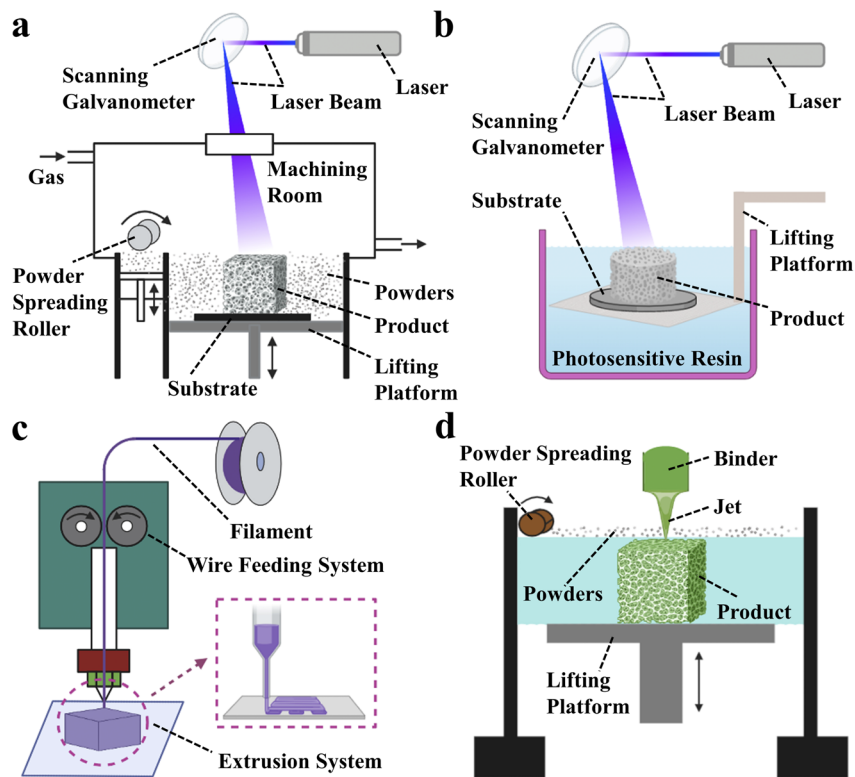 a
Scanning
Galvanometer
Laser Beam
Laser
Gas
Machining
Room
Powder
Spreading
Roller
Powders
Product
Lifting
Platform
Substrate
b
Scanning
Galvanometer
Laser Beam
Laser
Substrate
Lifting
Platform
Product
Photosensitive Resin
c
Filament
Wire Feeding System
Extrusion System
d
Powder Spreading
Roller
Binder
Jet
Powders
Product
Lifting
Platform